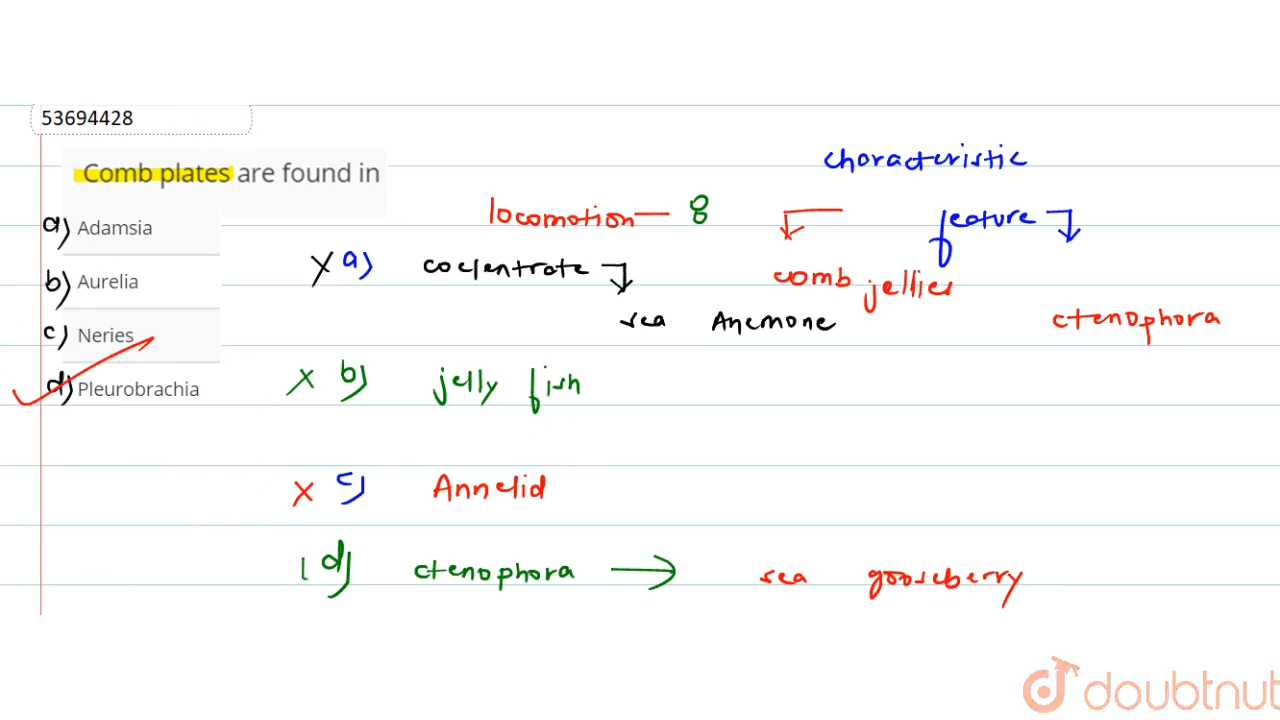 53694428
Comb plates are found in
a) Adamsia
b) Aurelia
c) Neries
d) Pleurobrachia
characteristic
feature
locomotion — 8
comb jellies
ctenophora
X a) coelentrate
sea Anemone
X b) jelly fish
X c) Annelid
d) ctenophora → sea gooseberry
doubtnut